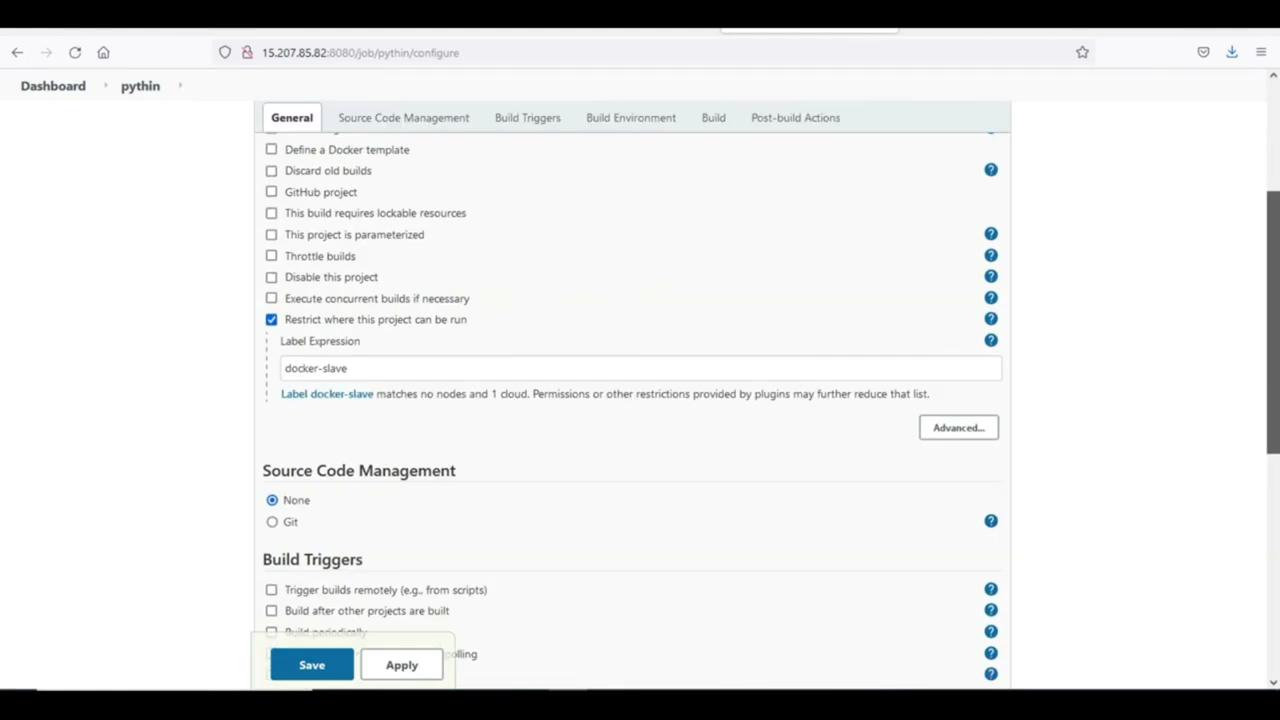 15.207.85.82:8080/job/pythin/configure
Dashboard
pythin
General
Source Code Management
Build Triggers
Build Environment
Build
Post-build Actions
Define a Docker template
Discard old builds
GitHub project
This build requires lockable resources
This project is parameterized
Throttle builds
Disable this project
Execute concurrent builds if necessary
Restrict where this project can be run
Label Expression
docker-slave
Label docker-slave matches no nodes and 1 cloud. Permissions or other restrictions provided by plugins may further reduce that list.
Advanced...
Source Code Management
None
Git
Build Triggers
Trigger builds remotely (e.g., from scripts)
Build after other projects are built
Build periodically
polling
Save
Apply